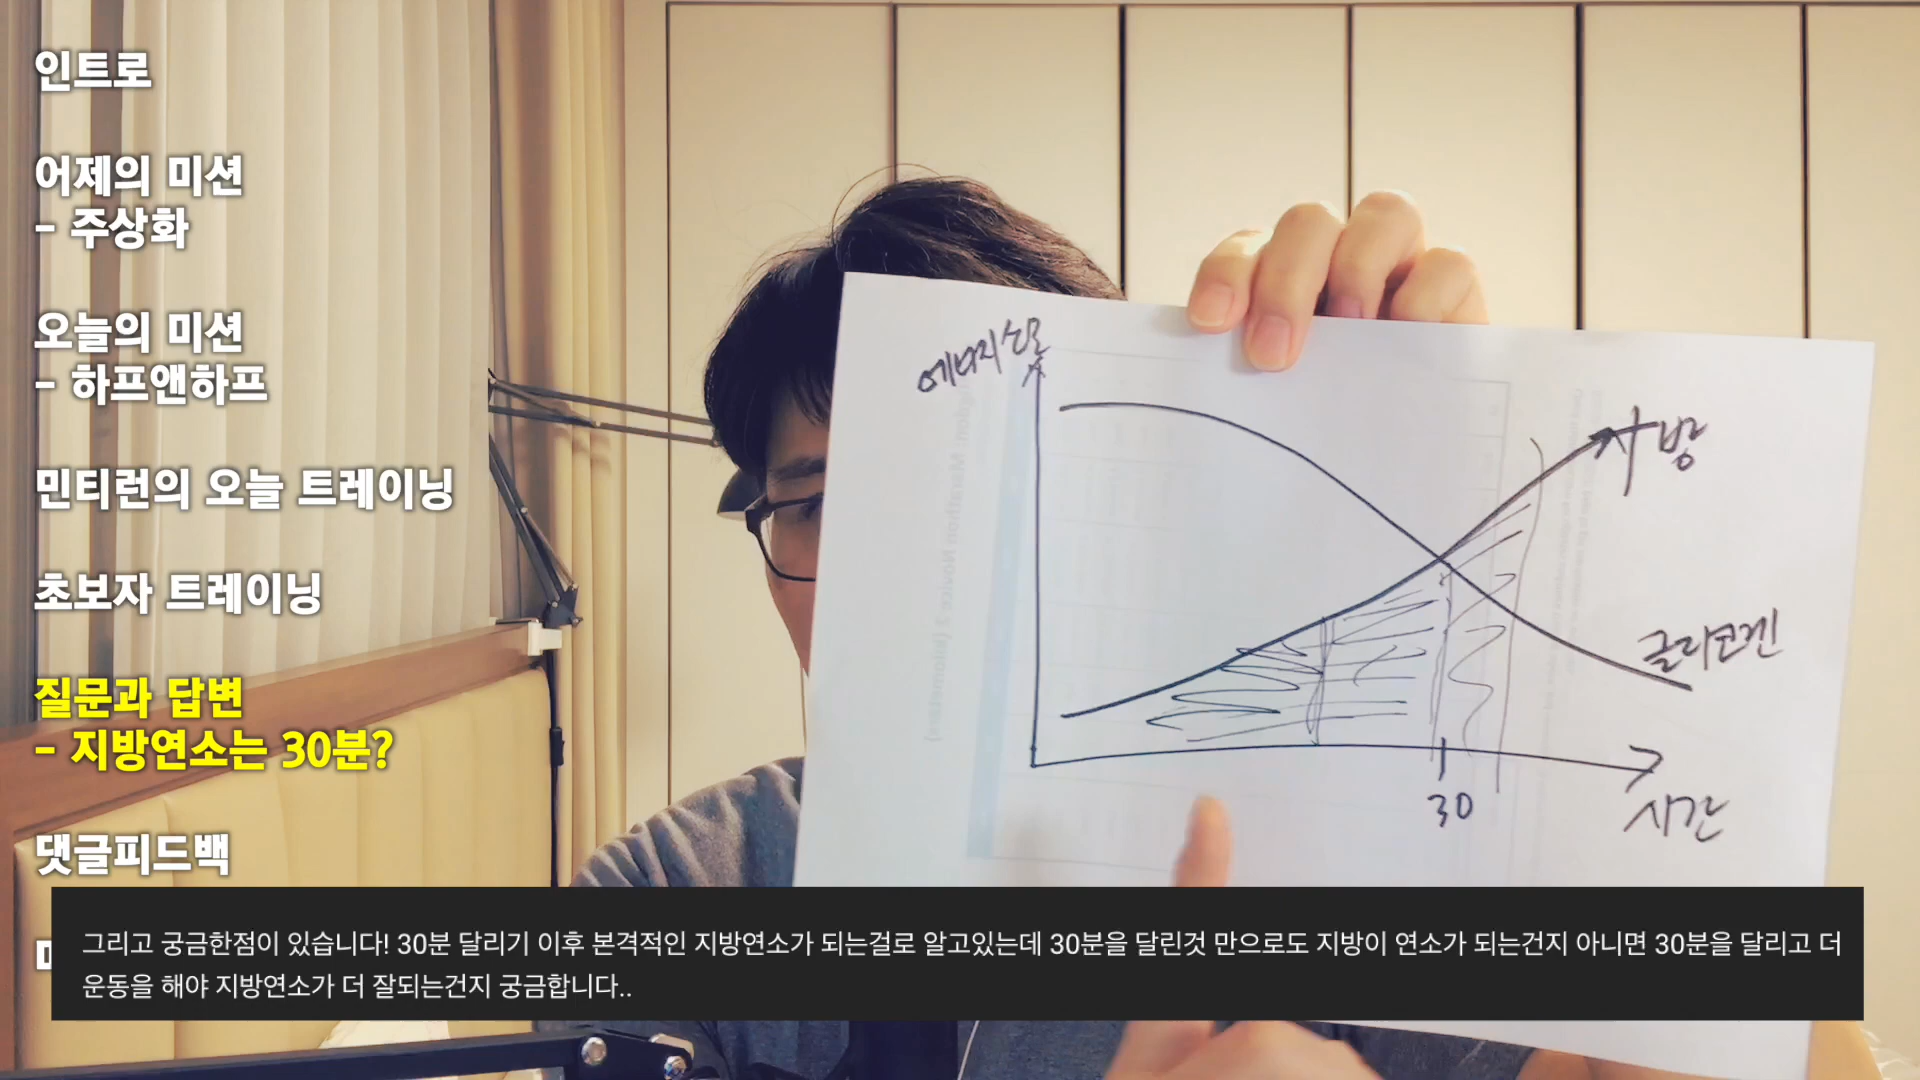 인트로
어제의 미션
- 주상화
오늘의 미션
- 하프앤하프
민티런의 오늘 트레이닝
초보자 트레이닝
질문과 답변
- 지방연소는 30분?
댓글피드백
에너지소모
지방
글리코겐
30
시간
그리고 궁금한점이 있습니다! 30분 달리기 이후 본격적인 지방연소가 되는걸로 알고있는데 30분을 달린것 만으로도 지방이 연소가 되는건지 아니면 30분을 달리고 더
운동을 해야 지방연소가 더 잘되는건지 궁금합니다..